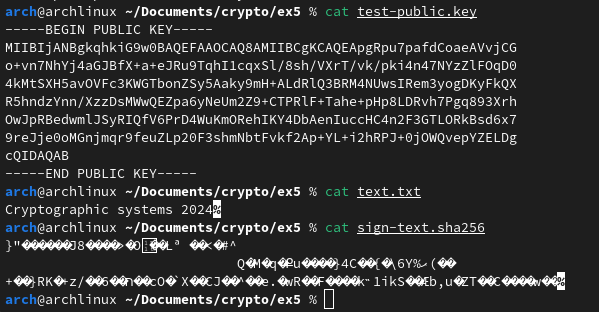 arch@archlinux ~/Documents/crypto/ex5 % cat test-public.key
-----BEGIN PUBLIC KEY-----
MIIBIjANBgkqhkiG9w0BAQEFAAOCAQ8AMIIBCgKCAQEApgRpu7pafdCoaeAVvjCG
o+vn7NhYj4aGJBfX+a+eJRu9TqhI1cqxSl/8sh/VXrT/vk/pki4n47NYzZlFOqD0
4kMtSXH5avOVFc3KWGTbonZSy5Aaky9mH+ALdRlQ3BRM4NUwsIRem3yogDKyFkQX
R5hndzYnn/XzzDsMWwQEZpa6yNeUm2Z9+CTPRlF+Tahe+pHp8LDRvh7Pgq893Xrh
OwJpRBedwmlJSyRIQfV6PrD4WuKmORehIKY4DbAenIuccHC4n2F3GTLORkBsd6x7
9reJje0oMGnjmqr9feuZLp20F3shmNbtFvkf2Ap+YL+i2hRPJ+0jOWQvepYZELDg
cQIDAQAB
-----END PUBLIC KEY-----
arch@archlinux ~/Documents/crypto/ex5 % cat text.txt
Cryptographic systems 2024%
arch@archlinux ~/Documents/crypto/ex5 % cat sign-text.sha256
arch@archlinux ~/Documents/crypto/ex5 %